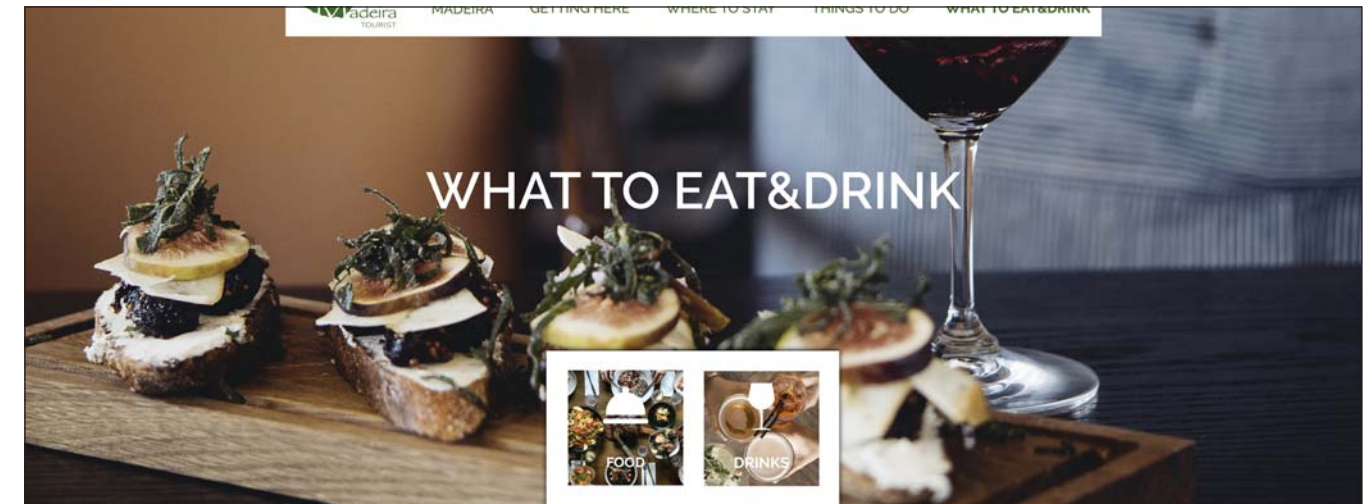 Madeira
TOURIST
MADEIRA GETTING HERE WHERE TO STAY THINGS TO DO WHAT TO EAT&DRINK
WHAT TO EAT&DRINK
FOOD DRINKS